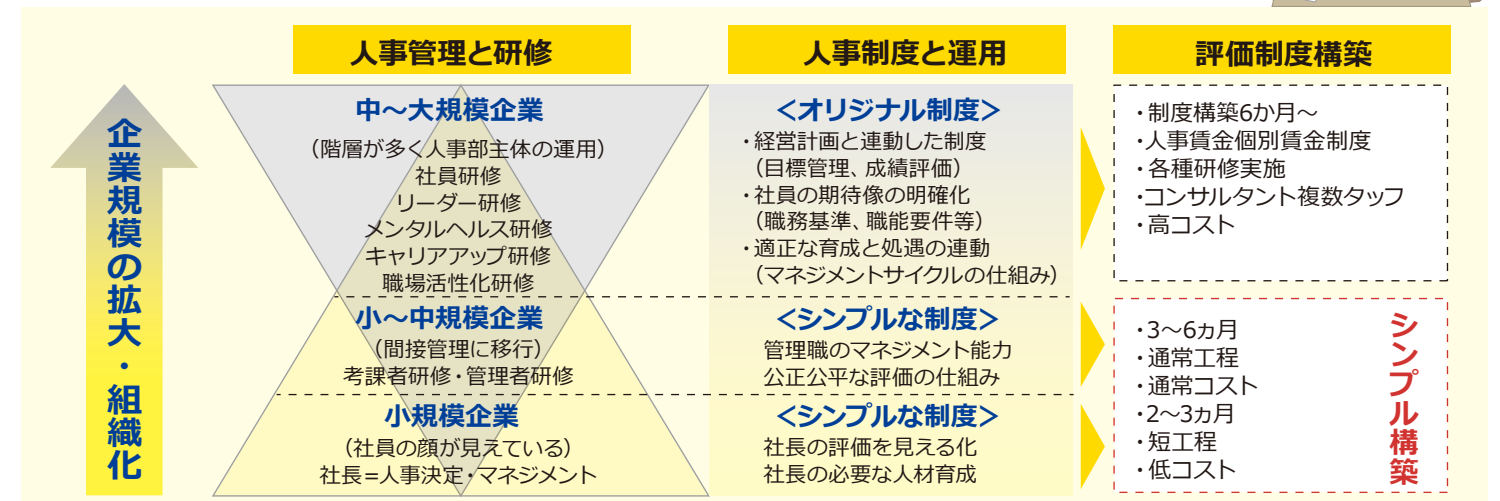 人事管理と研修
人事制度と運用
評価制度構築
企業規模の拡大・組織化
中～大規模企業
（階層が多く人事部主体の運用）
社員研修
リーダー研修
メンタルヘルス研修
キャリアアップ研修
職場活性化研修
小～中規模企業
（間接管理に移行）
考課者研修・管理者研修
小規模企業
（社員の顔が見えている）
社長=人事決定・マネジメント
＜オリジナル制度＞
・経営計画と連動した制度
（目標管理、成績評価）
・社員の期待像の明確化
（職務基準、職能要件等）
・適正な育成と処遇の連動
（マネジメントサイクルの仕組み）
＜シンプルな制度＞
管理職のマネジメント能力
公正公平な評価の仕組み
＜シンプルな制度＞
社長の評価を見える化
社長の必要な人材育成
・制度構築6か月～
・人事賃金個別賃金制度
・各種研修実施
・コンサルタント複数タッフ
・高コスト
・3～6ヵ月
・通常工程
・通常コスト
・2～3ヵ月
・短工程
・低コスト
シンプル構築